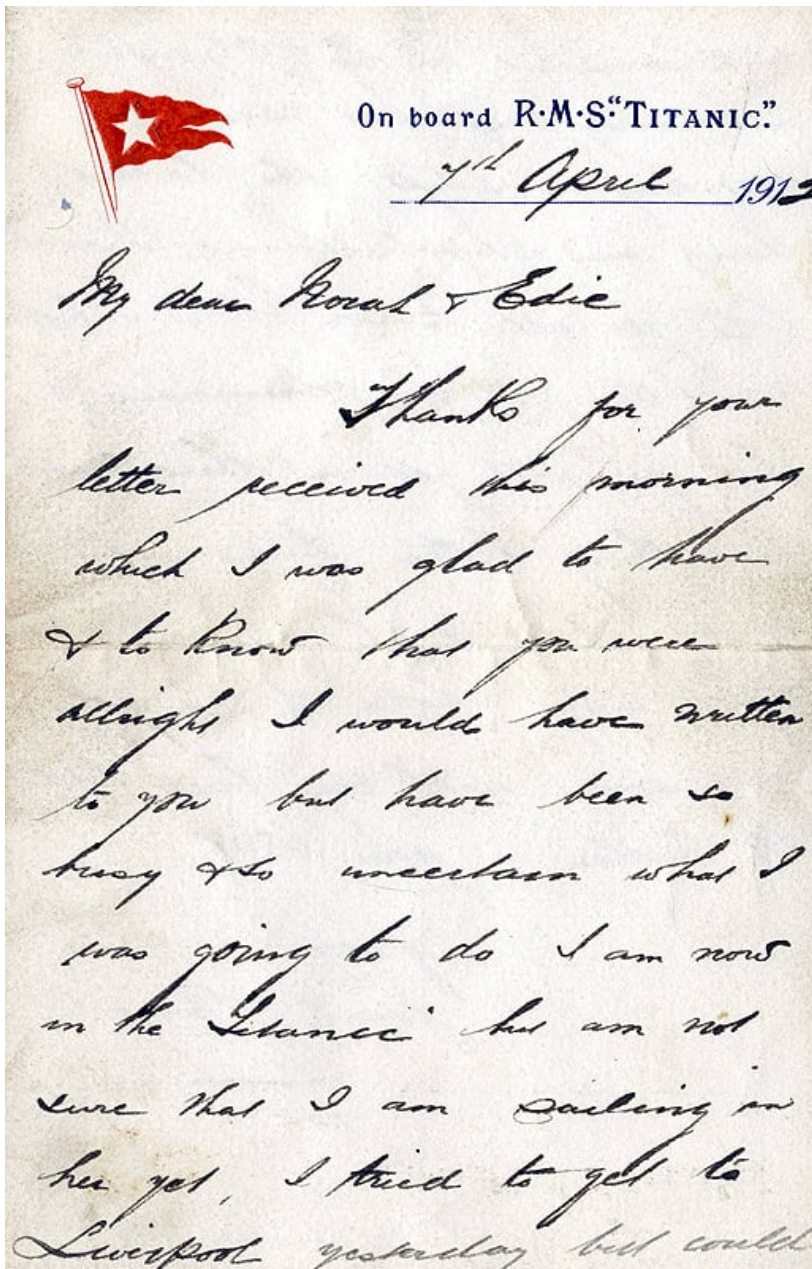 On board R·M·S "TITANIC."
7th April 1912
My dear Norah & Edie
Thanks for your
letter received this morning
which I was glad to have
& to know that you were
allright I would have written
to you but have been so
busy & so uncertain what I
was going to do I am now
in the Titanic but am not
sure that I am sailing in
her yet, I tried to get to
Liverpool yesterday but could